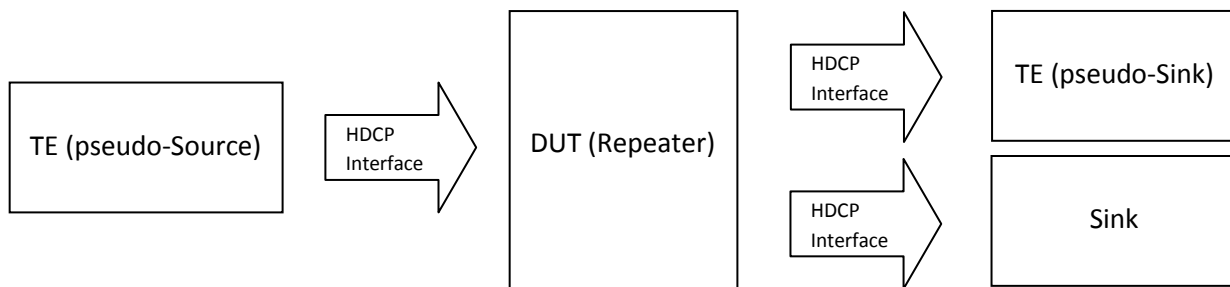 TE (pseudo-Source)
HDCP
Interface
DUT (Repeater)
HDCP
Interface
TE (pseudo-Sink)
HDCP
Interface
Sink